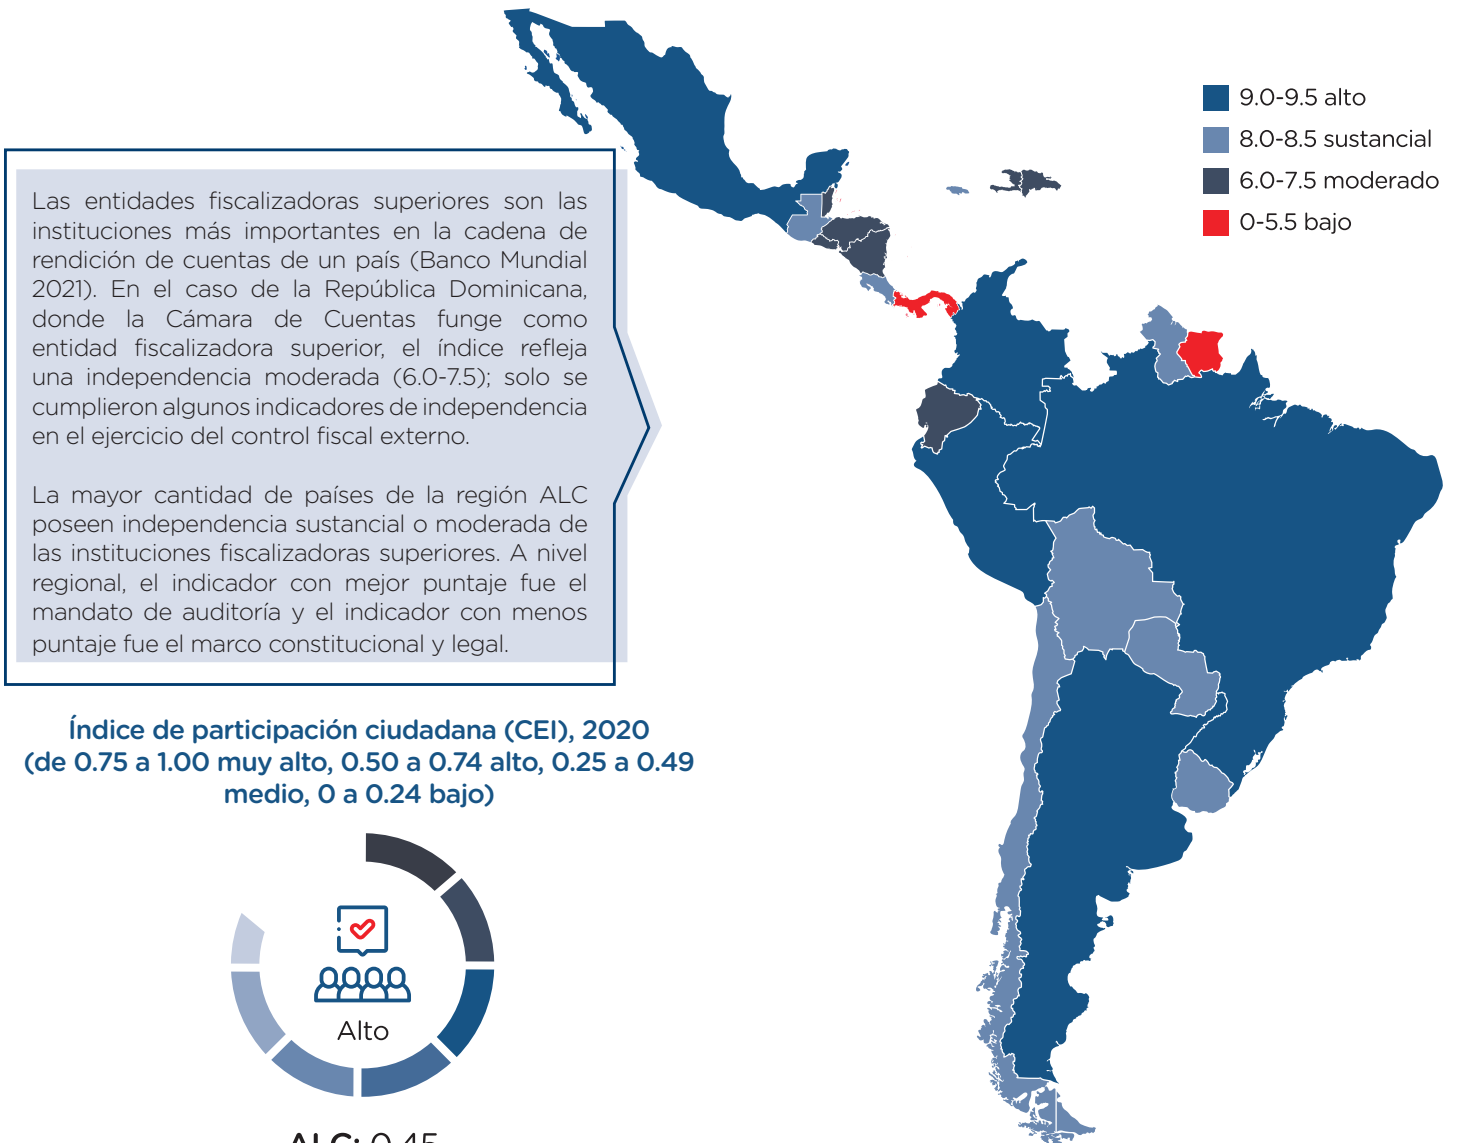 9.0-9.5 alto
8.0-8.5 sustancial
6.0-7.5 moderado
0-5.5 bajo
Las entidades fiscalizadoras superiores son las
instituciones más importantes en la cadena de
rendición de cuentas de un país (Banco Mundial
2021). En el caso de la República Dominicana,
donde la Cámara de Cuentas funge como
entidad fiscalizadora superior, el índice refleja
una independencia moderada (6.0-7.5); solo se
cumplieron algunos indicadores de independencia
en el ejercicio del control fiscal externo.
La mayor cantidad de países de la región ALC
poseen independencia sustancial o moderada de
las instituciones fiscalizadoras superiores. A nivel
regional, el indicador con mejor puntaje fue el
mandato de auditoría y el indicador con menos
puntaje fue el marco constitucional y legal.
Índice de participación ciudadana (CEI), 2020
(de 0.75 a 1.00 muy alto, 0.50 a 0.74 alto, 0.25 a 0.49
medio, 0 a 0.24 bajo)
Alto
ALC: 0.45